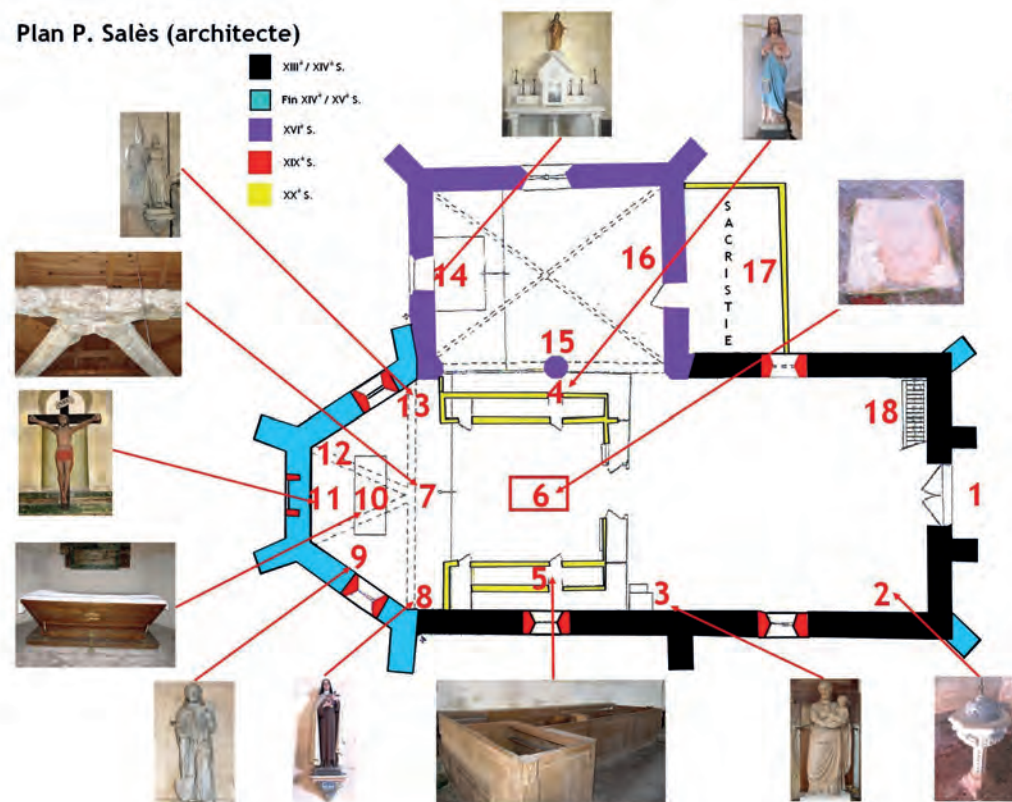 Plan P. Salès (architecte)
XIIIᵉ / XIVᵉ S.
Fin XIVᵉ / XVᵉ S.
XVIᵉ S.
XIXᵉ S.
XXᵉ S.
SACRISTIE
14
16
17
15
4
13
18
12
11
10
7
6
1
9
8
5
3
2